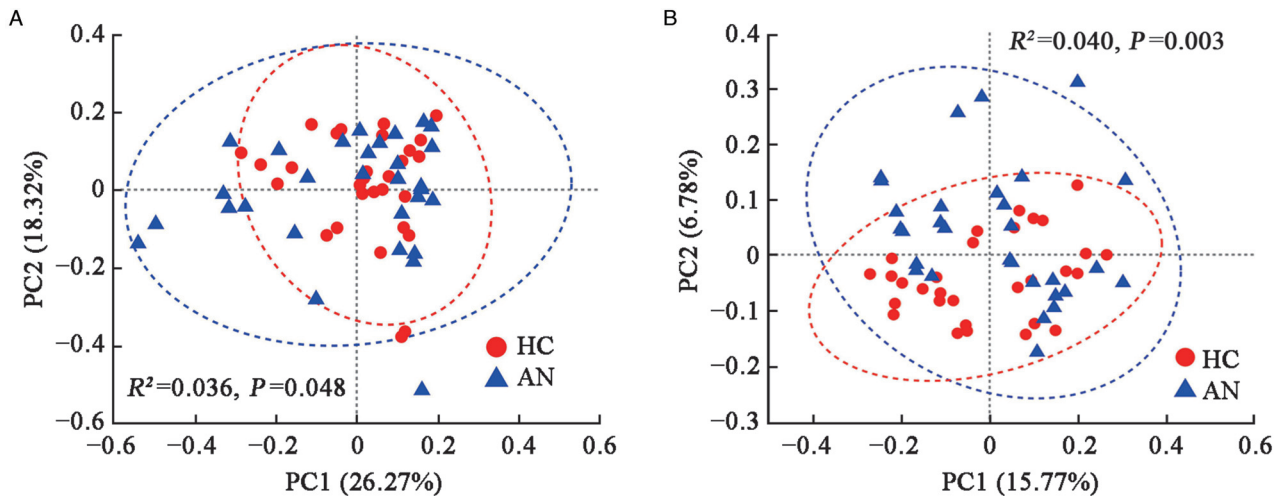 A
0.4
0.2
0
−0.2
−0.4
−0.6
PC2 (18.32%)
−0.6
−0.4
−0.2
0
0.2
0.4
0.6
PC1 (26.27%)
R²=0.036, P=0.048
HC
AN
B
0.4
0.3
0.2
0.1
0
−0.1
−0.2
−0.3
PC2 (6.78%)
−0.4
−0.2
0
0.2
0.4
0.6
PC1 (15.77%)
R²=0.040, P=0.003
HC
AN